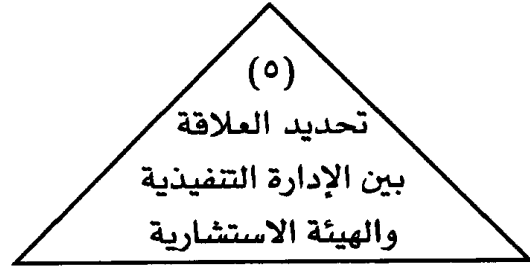 (٥)
تحديد العلاقة
بين الإدارة التنفيذية
والهيئة الاستشارية